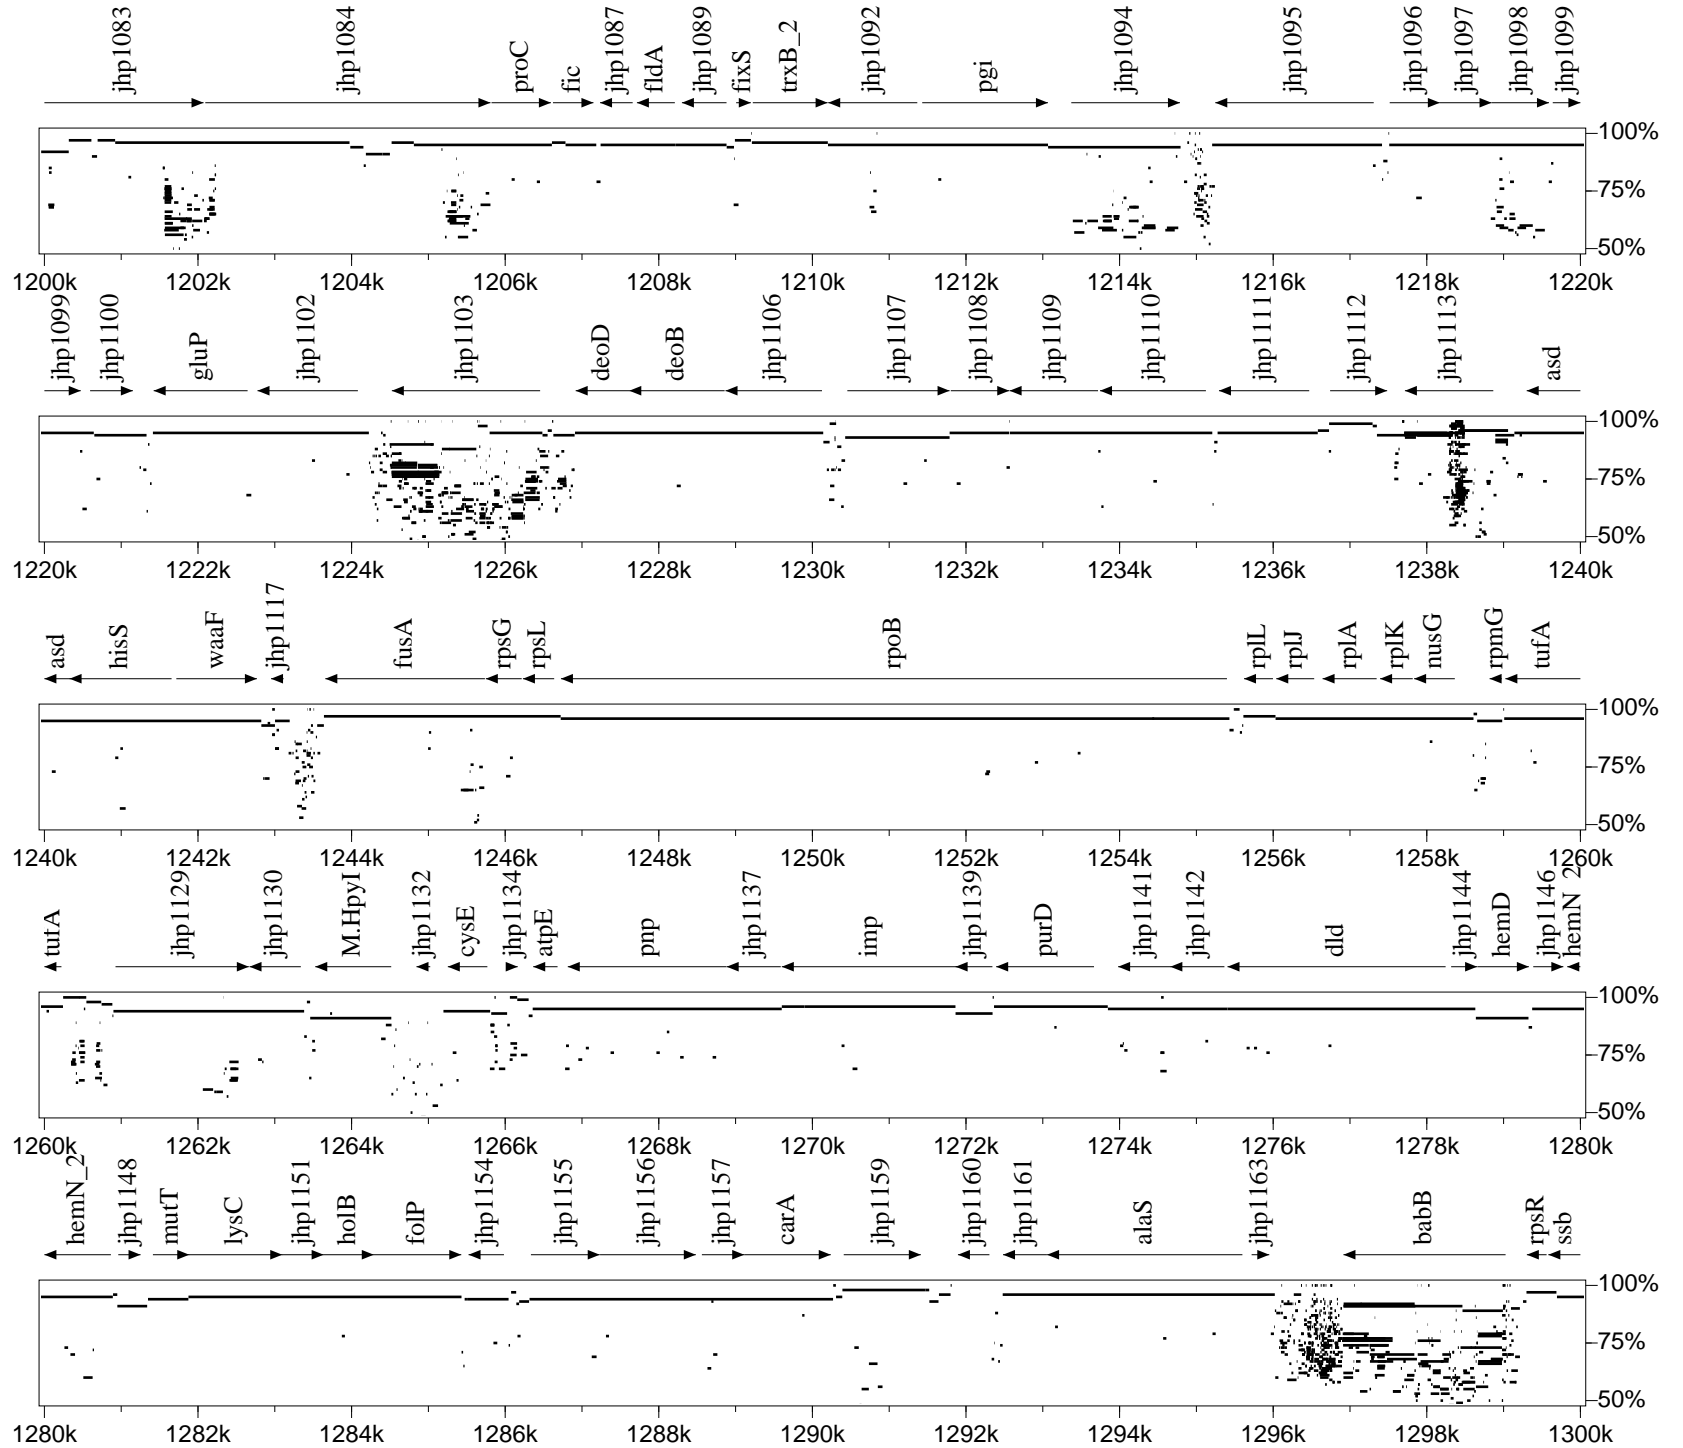 jhp1083 jhp1084 proC fic jhp1087 fldA jhp1089 fixS trxB_2 jhp1092 pgi jhp1094 jhp1095 jhp1096 jhp1097 jhp1098 jhp1099
100%
75%
50%
1200k 1202k 1204k 1206k 1208k 1210k 1212k 1214k 1216k 1218k 1220k
jhp1099 jhp1100 gluP jhp1102 jhp1103 deoD deoB jhp1106 jhp1107 jhp1108 jhp1109 jhp1110 jhp1111 jhp1112 jhp1113 asd
100%
75%
50%
1220k 1222k 1224k 1226k 1228k 1230k 1232k 1234k 1236k 1238k 1240k
asd hisS waaF jhp1117 fusA rpsG rpsL rpoB rplL rplJ rplA rplK nusG rpmG tufA
100%
75%
50%
1240k 1242k 1244k 1246k 1248k 1250k 1252k 1254k 1256k 1258k 1260k
tufA jhp1129 jhp1130 M.HpyI jhp1132 cysE jhp1134 atpE pnp jhp1137 imp jhp1139 purD jhp1141 jhp1142 dld jhp1144 hemD jhp1146 hemN_2
100%
75%
50%
1260k 1262k 1264k 1266k 1268k 1270k 1272k 1274k 1276k 1278k 1280k
hemN_2 jhp1148 mutT lysC jhp1151 holB folP jhp1154 jhp1155 jhp1156 jhp1157 carA jhp1159 jhp1160 jhp1161 alaS jhp1163 babB rpsR ssb
100%
75%
50%
1280k 1282k 1284k 1286k 1288k 1290k 1292k 1294k 1296k 1298k 1300k